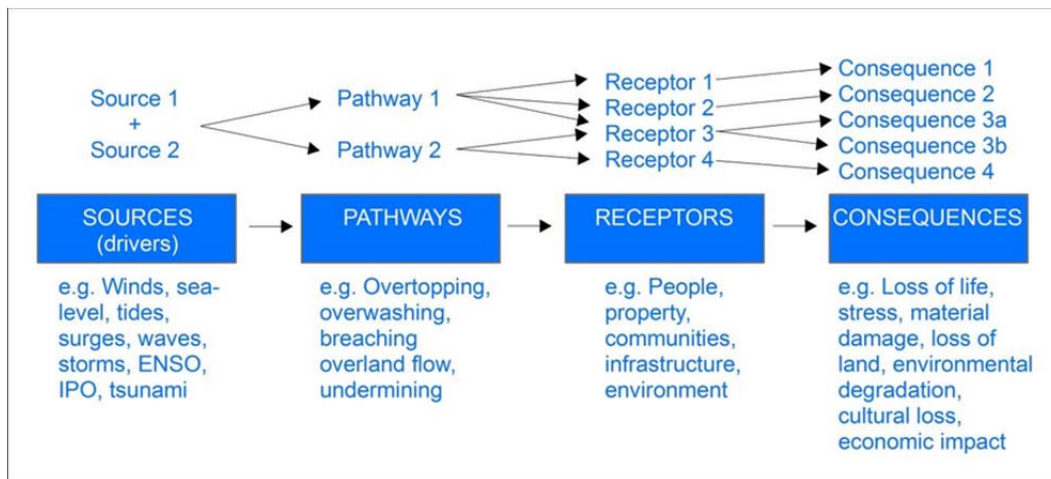 Source 1
+
Source 2
Pathway 1
Pathway 2
Receptor 1
Receptor 2
Receptor 3
Receptor 4
Consequence 1
Consequence 2
Consequence 3a
Consequence 3b
Consequence 4
SOURCES
(drivers)
PATHWAYS
RECEPTORS
CONSEQUENCES
e.g. Winds, sea-
level, tides,
surges, waves,
storms, ENSO,
IPO, tsunami
e.g. Overtopping,
overwashing,
breaching
overland flow,
undermining
e.g. People,
property,
communities,
infrastructure,
environment
e.g. Loss of life,
stress, material
damage, loss of
land, environmental
degradation,
cultural loss,
economic impact